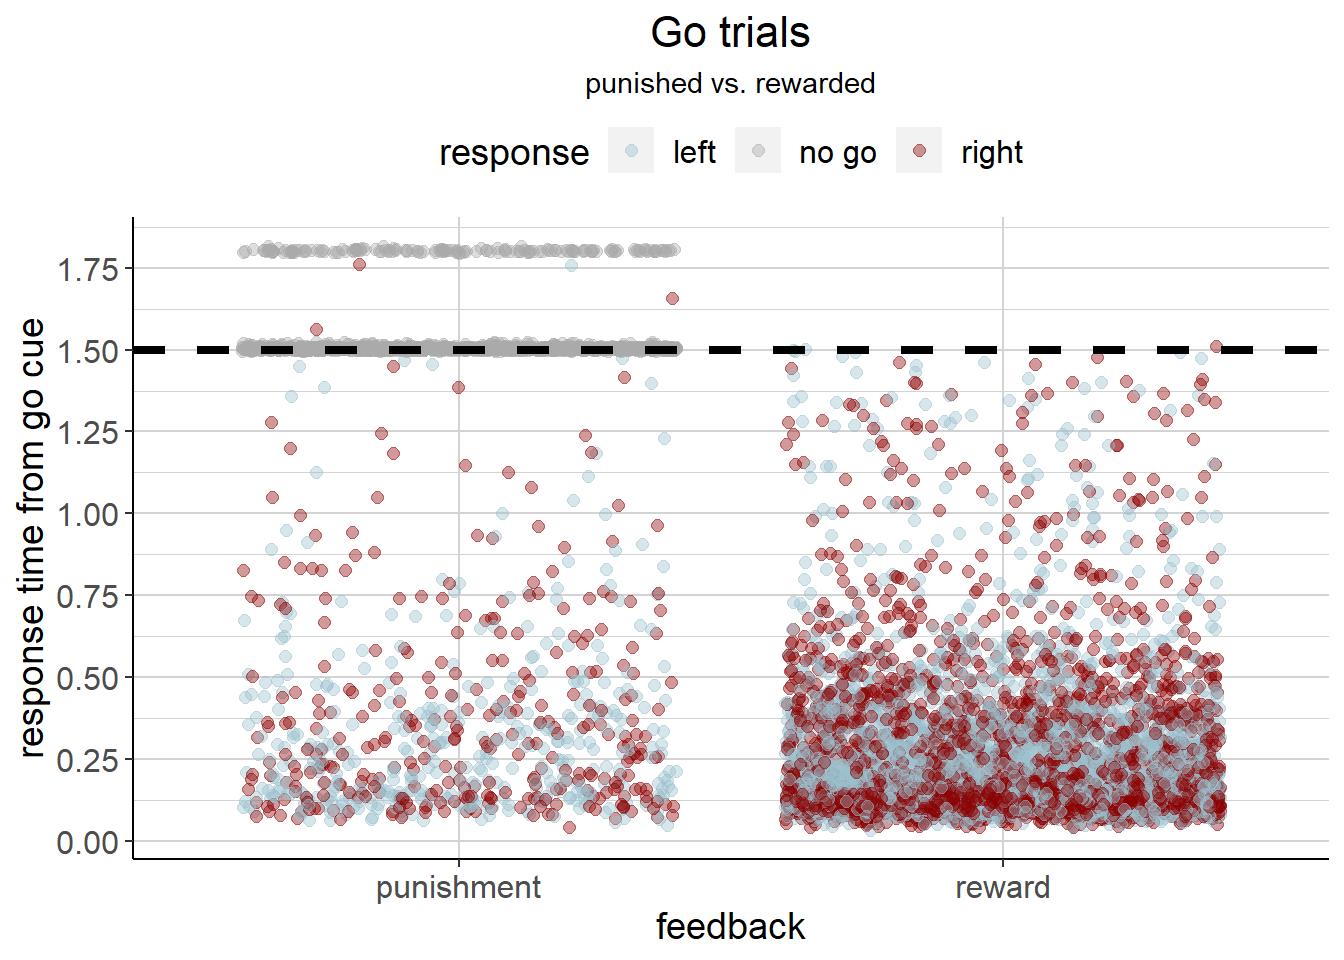 Go trials
punished vs. rewarded
response left no go right
1.75
1.50
1.25
1.00
0.75
0.50
0.25
0.00
response time from go cue
punishment reward
feedback